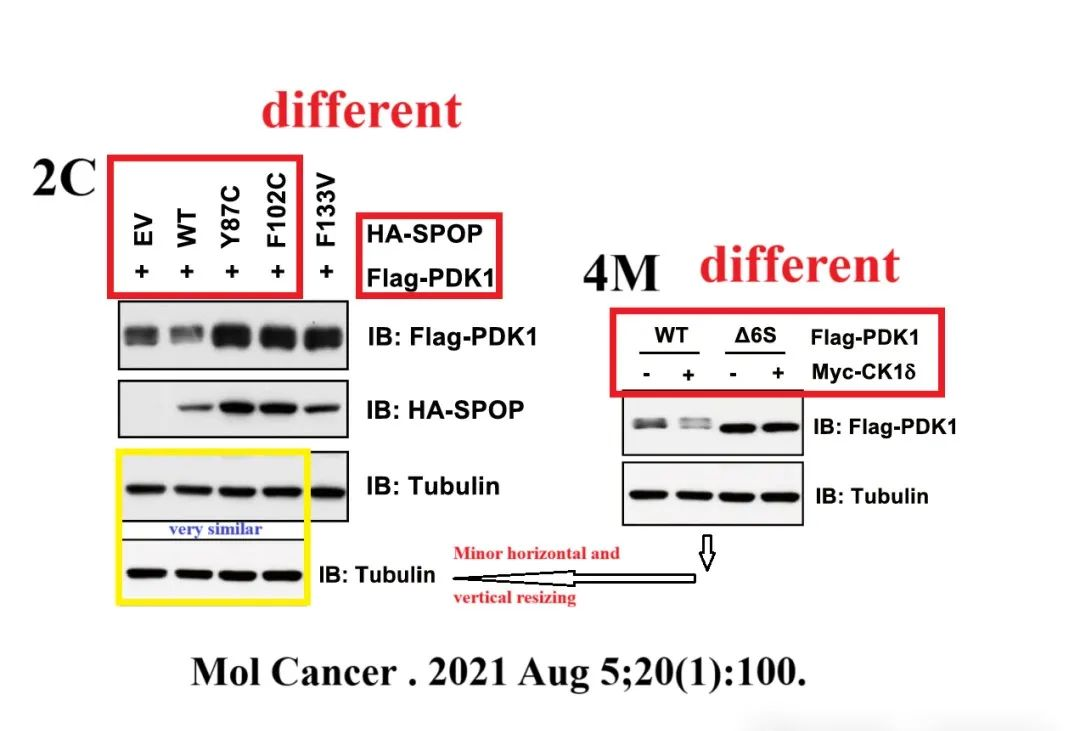 different
2C
EV WT Y87C F102C F133V
HA-SPOP
+ + + + + Flag-PDK1
IB: Flag-PDK1
IB: HA-SPOP
IB: Tubulin
very similar
IB: Tubulin
4M different
WT Δ6S Flag-PDK1
- + - + Myc-CK1δ
IB: Flag-PDK1
IB: Tubulin
Minor horizontal and
vertical resizing
Mol Cancer . 2021 Aug 5;20(1):100.